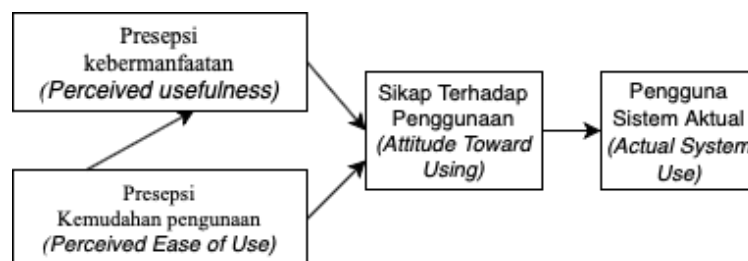 Presepsi
kebermanfaatan
(Perceived usefulness)
Presepsi
Kemudahan pengunaan
(Perceived Ease of Use)
Sikap Terhadap
Penggunaan
(Attitude Toward
Using)
Pengguna
Sistem Aktual
(Actual System
Use)